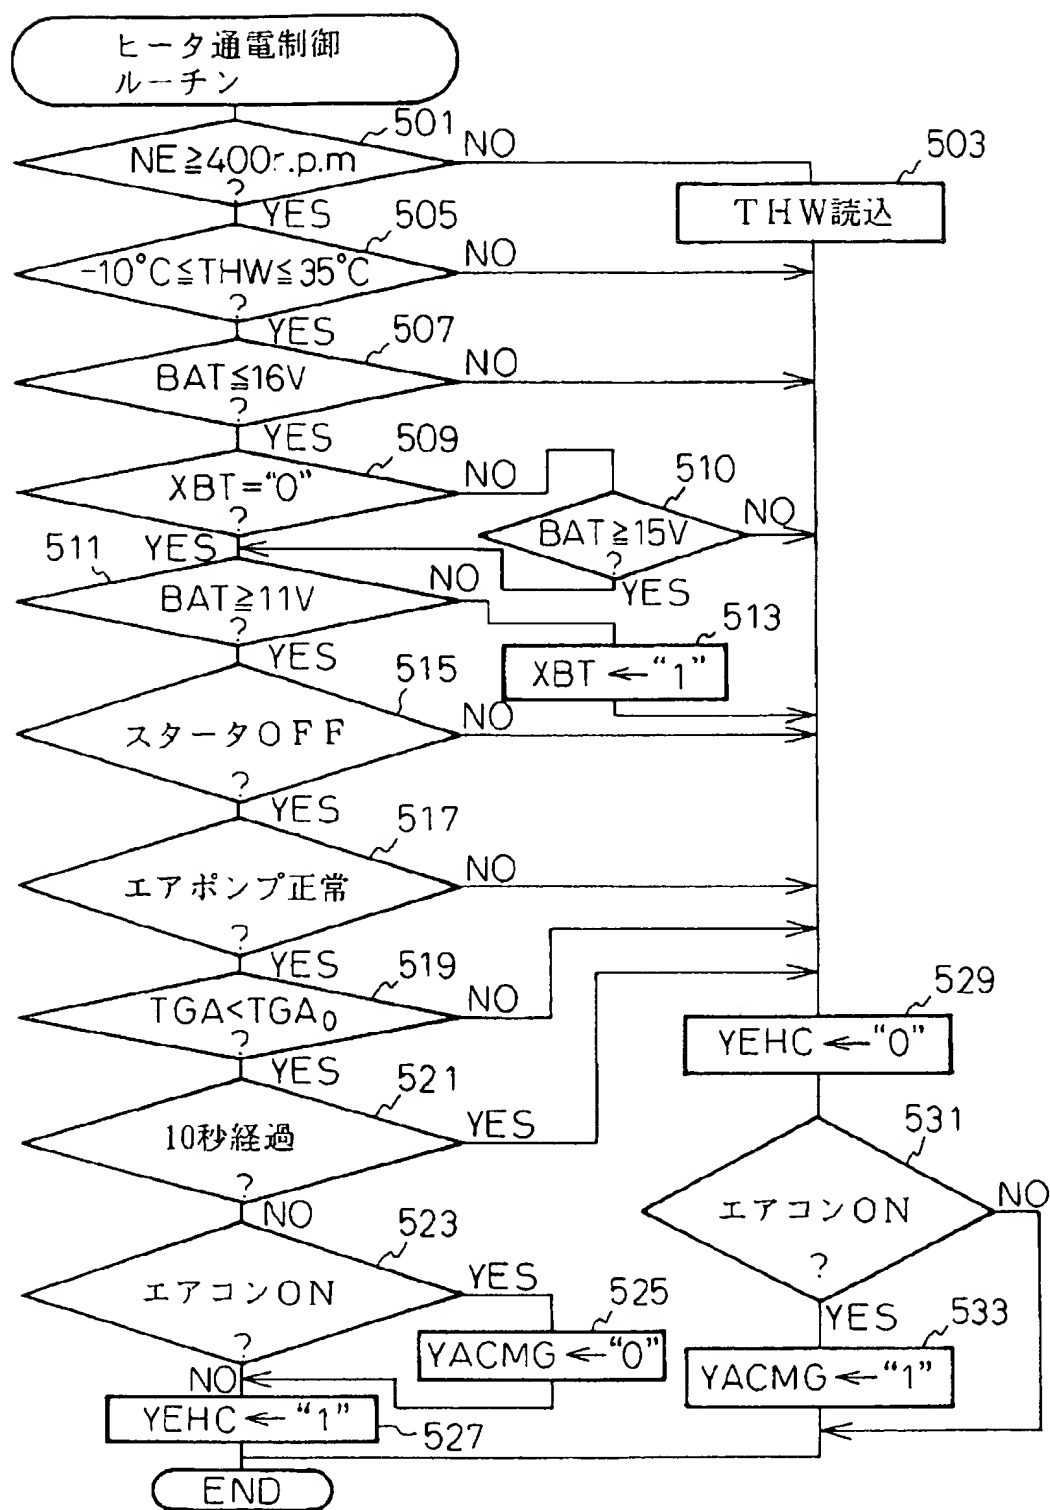 ヒータ通電制御
ルーチン
501
NE≧400r.p.m
?
NO
503
THW読込
YES
505
-10°C≦THW≦35°C
?
NO
YES
507
BAT≦16V
?
NO
YES
509
XBT="0"
?
NO
510
BAT≧15V
?
NO
YES
YES
511
BAT≧11V
?
NO
513
XBT←"1"
YES
515
スタータOFF
?
NO
YES
517
エアポンプ正常
?
NO
YES
519
TGA<TGA₀
?
NO
YES
521
10秒経過
?
YES
529
YEHC←"0"
NO
531
エアコンON
?
NO
523
エアコンON
?
YES
525
YACMG←"0"
YES
533
YACMG←"1"
NO
YEHC←"1"
527
END